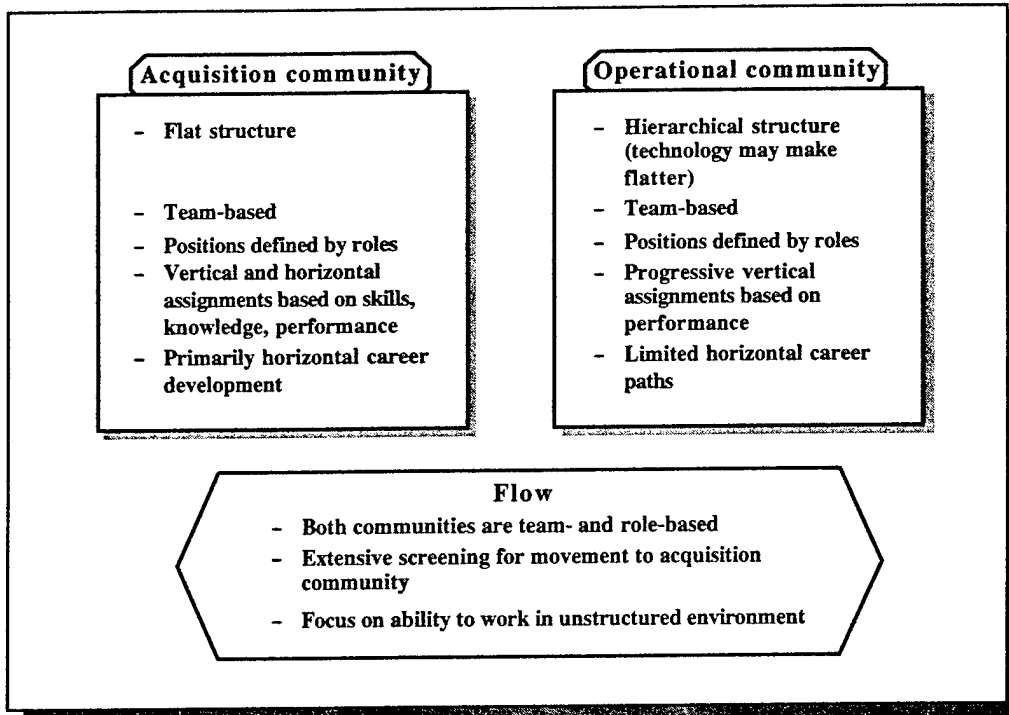 Acquisition community
– Flat structure
– Team-based
– Positions defined by roles
– Vertical and horizontal
assignments based on skills,
knowledge, performance
– Primarily horizontal career
development
Operational community
– Hierarchical structure
(technology may make
flatter)
– Team-based
– Positions defined by roles
– Progressive vertical
assignments based on
performance
– Limited horizontal career
paths
Flow
– Both communities are team- and role-based
– Extensive screening for movement to acquisition
community
– Focus on ability to work in unstructured environment